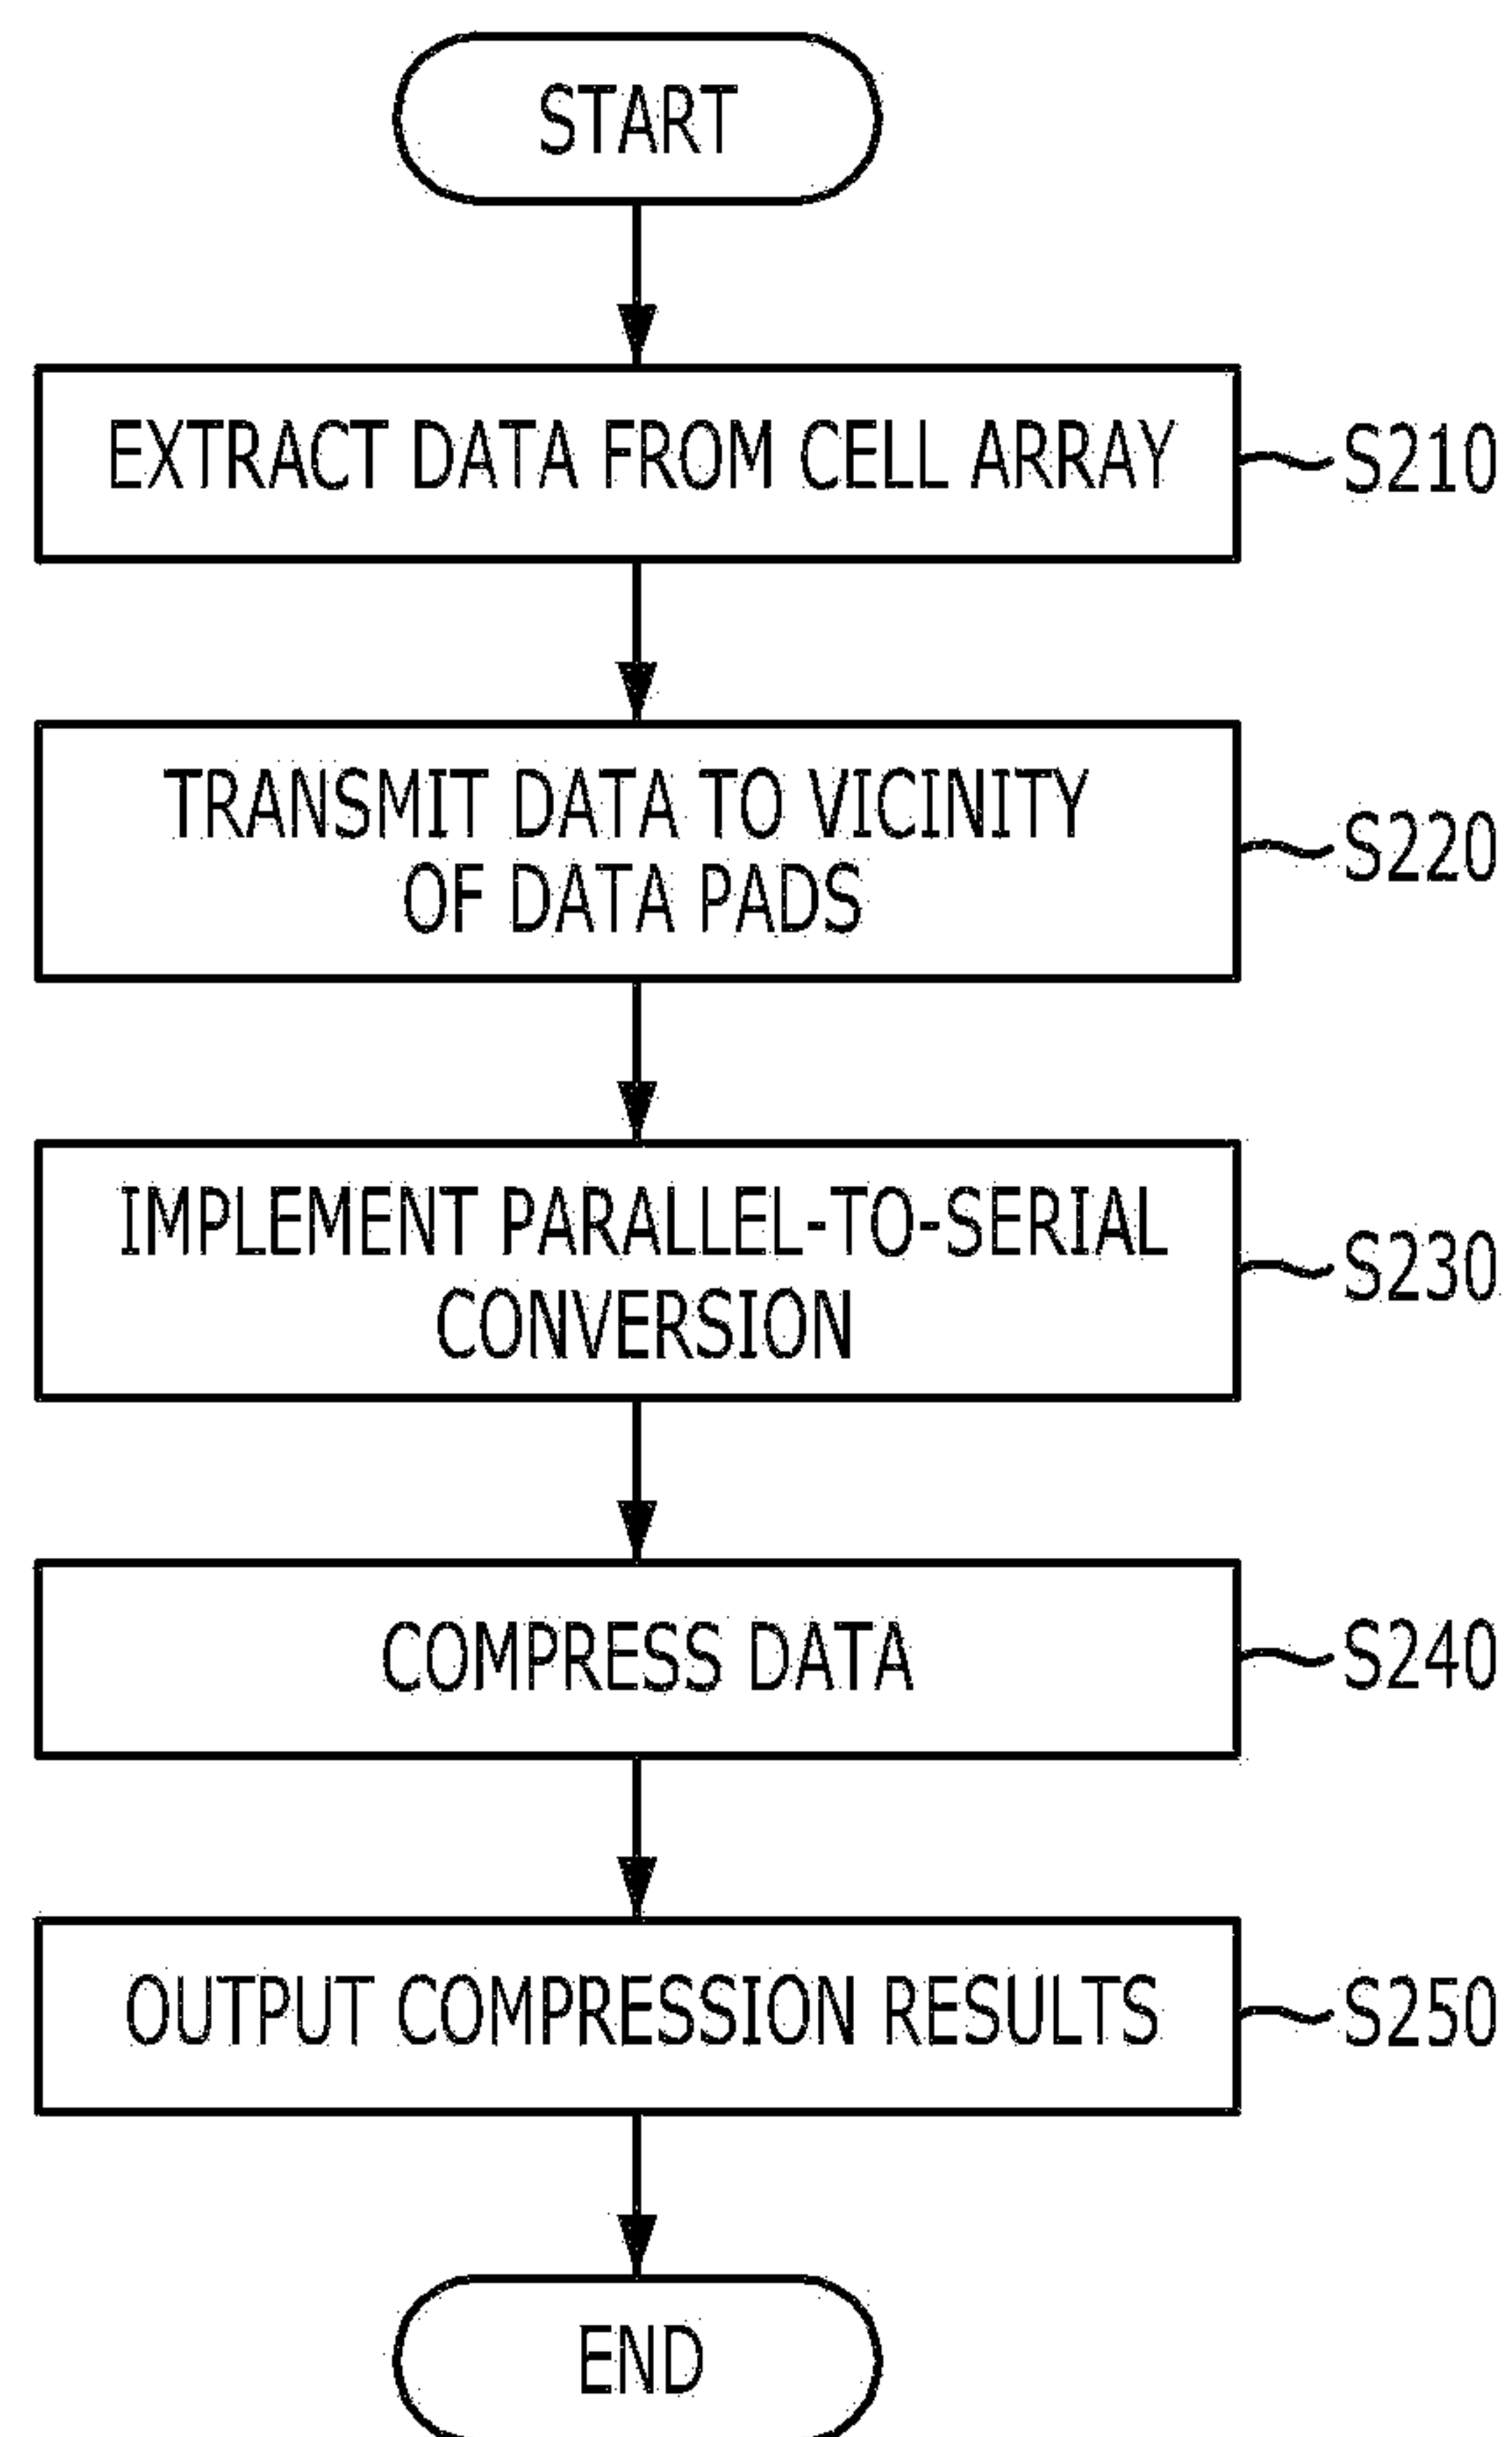 START
EXTRACT DATA FROM CELL ARRAY
S210
TRANSMIT DATA TO VICINITY
OF DATA PADS
S220
IMPLEMENT PARALLEL-TO-SERIAL
CONVERSION
S230
COMPRESS DATA
S240
OUTPUT COMPRESSION RESULTS
S250
END